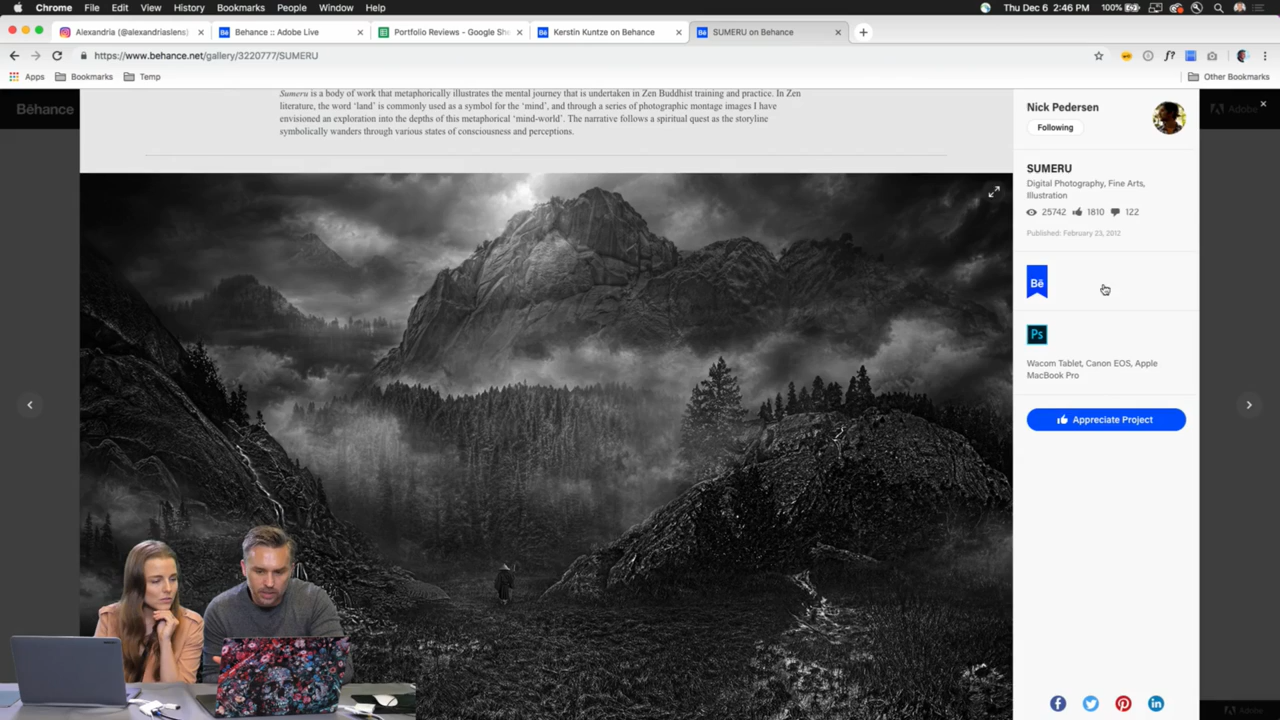 Chrome File Edit View History Bookmarks People Window Help
100% Thu Dec 6 2:46 PM
Alexandria (@alexandriaslens)
Behance :: Adobe Live
Portfolio Reviews - Google She
Kerstin Kuntze on Behance
SUMERU on Behance
https://www.behance.net/gallery/3220777/SUMERU
f?
Apps Bookmarks Temp Other Bookmarks
Bēhance
Adobe
Sumeru is a body of work that metaphorically illustrates the mental journey that is undertaken in Zen Buddhist training and practice. In Zen
literature, the word 'land' is commonly used as a symbol for the 'mind', and through a series of photographic montage images I have
envisioned an exploration into the depths of this metaphorical 'mind-world'. The narrative follows a spiritual quest as the storyline
symbolically wanders through various states of consciousness and perceptions.
Nick Pedersen
Following
SUMERU
Digital Photography, Fine Arts,
Illustration
25742 1810 122
Published: February 23, 2012
Bē
Ps
Wacom Tablet, Canon EOS, Apple
MacBook Pro
Appreciate Project
Adobe